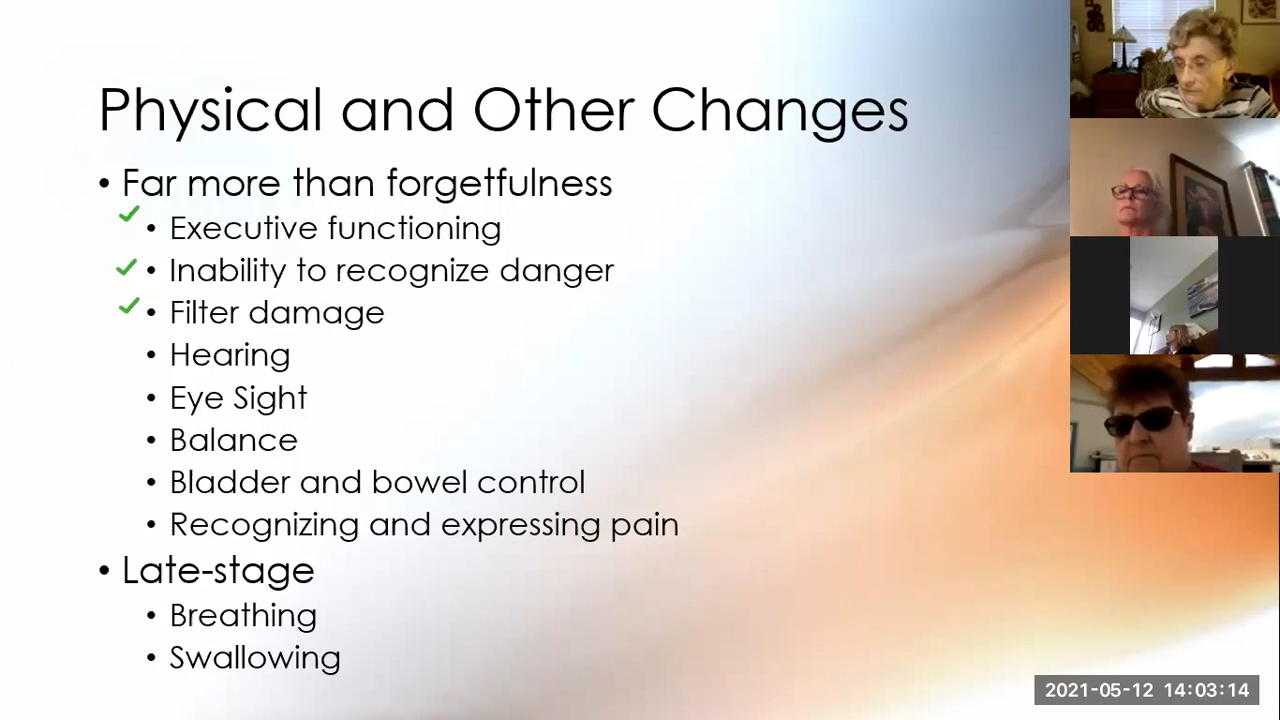 Physical and Other Changes
• Far more than forgetfulness
• Executive functioning
• Inability to recognize danger
• Filter damage
• Hearing
• Eye Sight
• Balance
• Bladder and bowel control
• Recognizing and expressing pain
• Late-stage
• Breathing
• Swallowing
2021-05-12 14:03:14